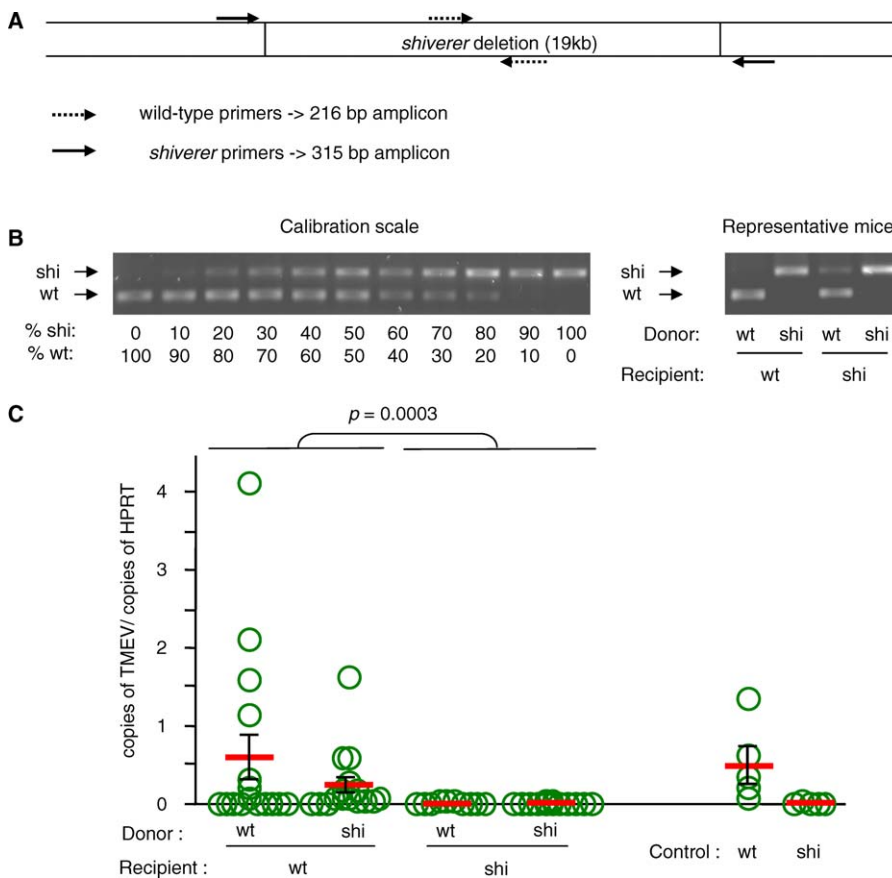 A
shiverer deletion (19kb)
wild-type primers -> 216 bp amplicon
shiverer primers -> 315 bp amplicon
B
Calibration scale
Representative mice
shi
wt
shi
wt
% shi: 0 10 20 30 40 50 60 70 80 90 100
% wt: 100 90 80 70 60 50 40 30 20 10 0
Donor: wt shi wt shi
Recipient: wt shi
C
p = 0.0003
copies of TMEV/ copies of HPRT
4
3
2
1
0
Donor : wt shi wt shi
Recipient : wt shi
Control : wt shi